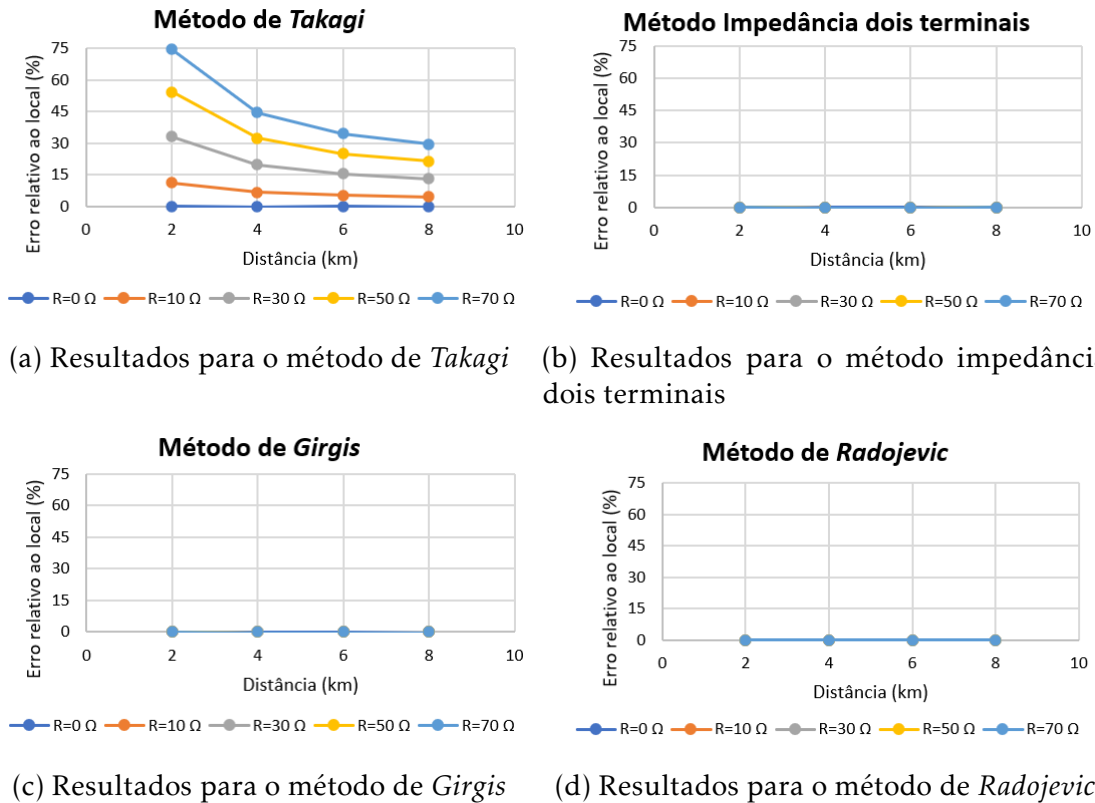 Método de Takagi
Erro relativo ao local (%)
75
60
45
30
15
0
0 2 4 6 8 10
Distância (km)
R=0 Ω R=10 Ω R=30 Ω R=50 Ω R=70 Ω
(a) Resultados para o método de Takagi
Método Impedância dois terminais
Erro relativo ao local (%)
75
60
45
30
15
0
0 2 4 6 8 10
Distância (km)
R=0 Ω R=10 Ω R=30 Ω R=50 Ω R=70 Ω
(b) Resultados para o método impedânci
dois terminais
Método de Girgis
Erro relativo ao local (%)
75
60
45
30
15
0
0 2 4 6 8 10
Distância (km)
R=0 Ω R=10 Ω R=30 Ω R=50 Ω R=70 Ω
(c) Resultados para o método de Girgis
Método de Radojevic
Erro relativo ao local (%)
75
60
45
30
15
0
0 2 4 6 8 10
Distância (km)
R=0 Ω R=10 Ω R=30 Ω R=50 Ω R=70 Ω
(d) Resultados para o método de Radojevic